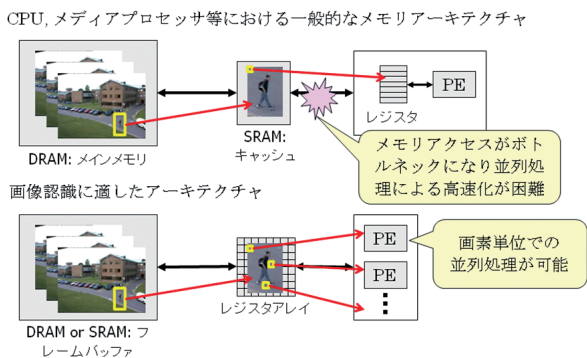 CPU, メディアプロセッサ等における一般的なメモリアーキテクチャ
PE
レジスタ
SRAM:
キャッシュ
DRAM: メインメモリ
メモリアクセスがボト
ルネックになり並列処
理による高速化が困難
画像認識に適したアーキテクチャ
PE
画素単位での
並列処理が可能
PE
レジスタアレイ
DRAM or SRAM: フ
レームバッファ